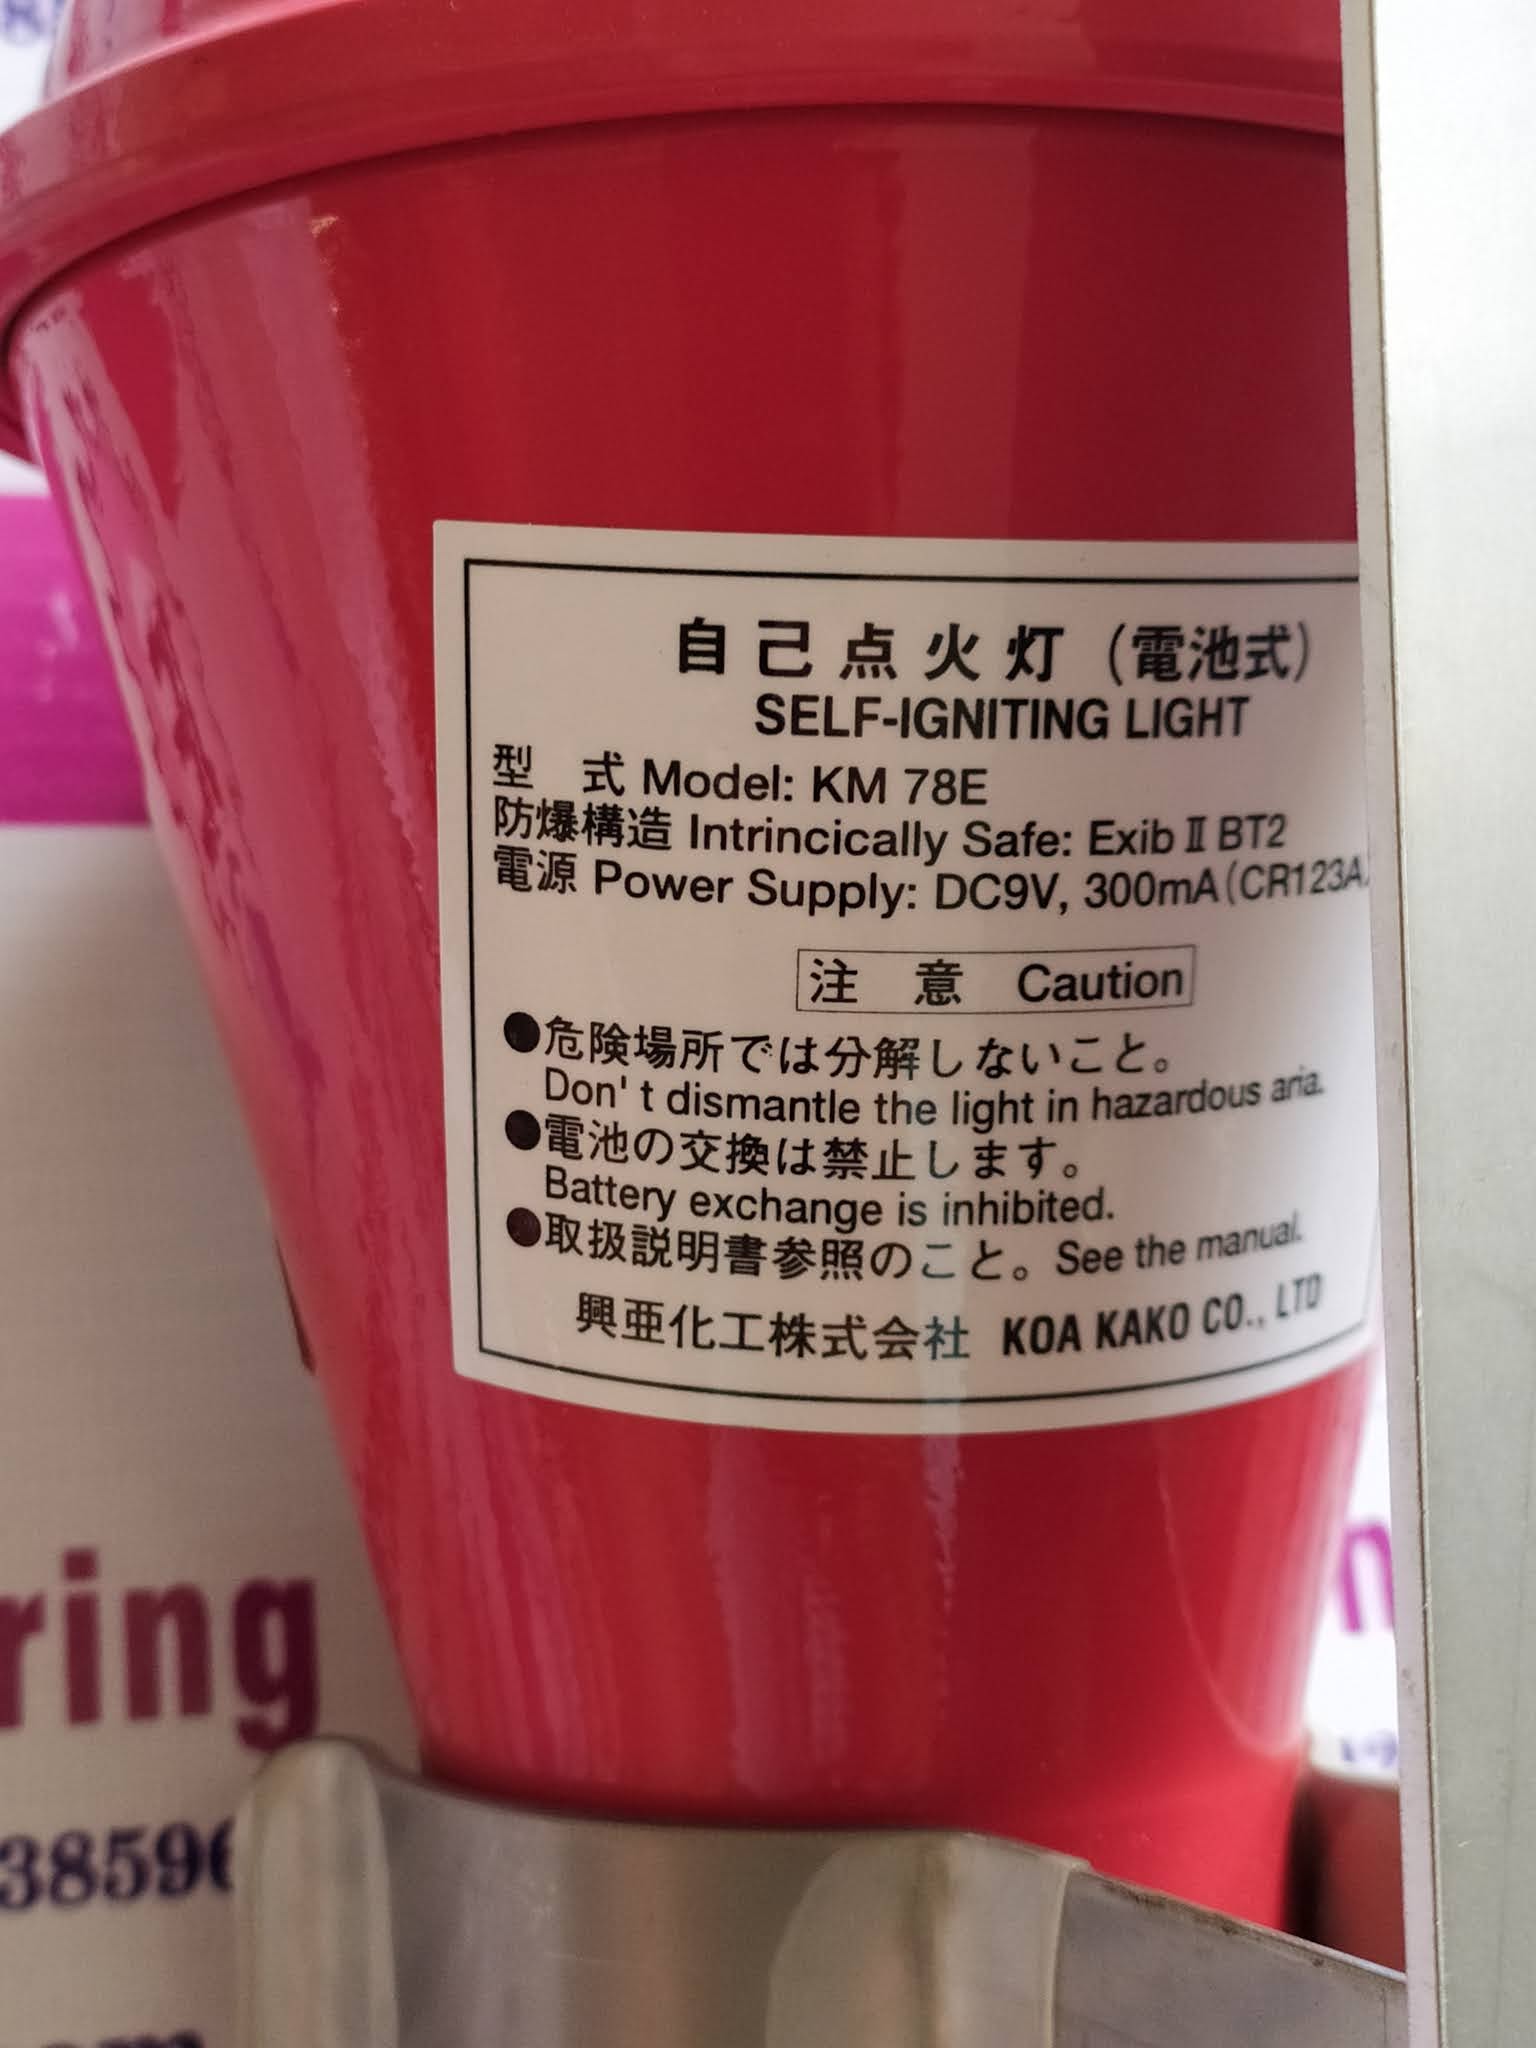 自己点火灯（電池式）
SELF-IGNITING LIGHT
型　式 Model: KM 78E
防爆構造 Intrincically Safe: ExibⅡBT2
電源 Power Supply: DC9V, 300mA(CR123A)
注　意　Caution
●危険場所では分解しないこと。
Don't dismantle the light in hazardous aria.
●電池の交換は禁止します。
Battery exchange is inhibited.
●取扱説明書参照のこと。See the manual.
興亜化工株式会社 KOA KAKO CO., LTD
ring
38596